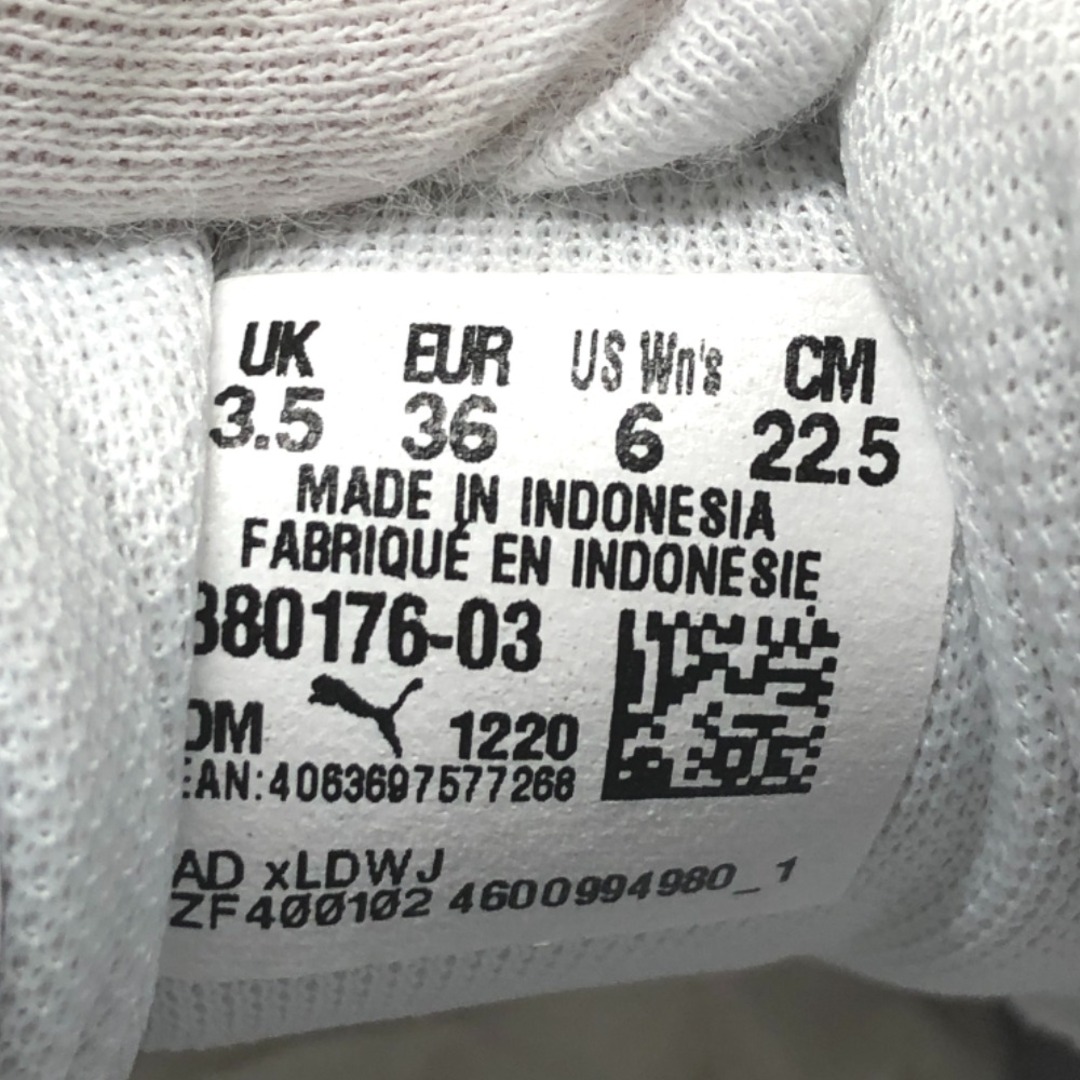 UK EUR US Wn's CM
3.5 36 6 22.5
MADE IN INDONESIA
FABRIQUÉ EN INDONESIE
380176-03
DM 1220
EAN:4063697577268
AD xLDWJ
ZF400102 4600994980_1